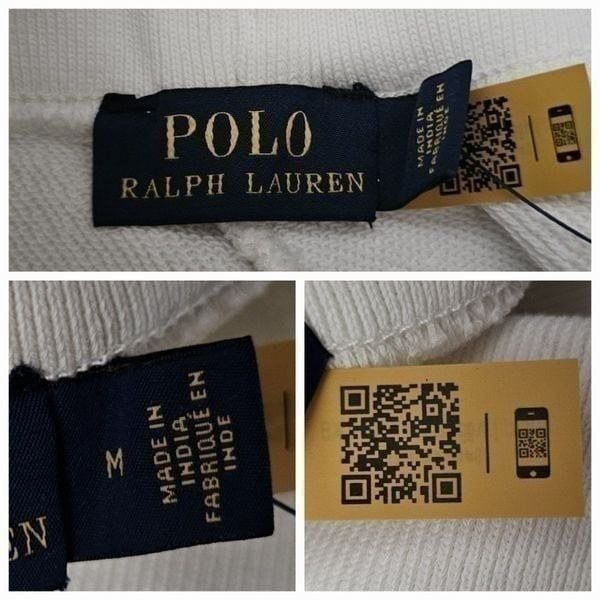 POLO
RALPH LAUREN
MADE IN
INDIA
FABRIQUÉ EN
INDE
M
MADE IN
INDIA
FABRIQUÉ EN
INDE
EN